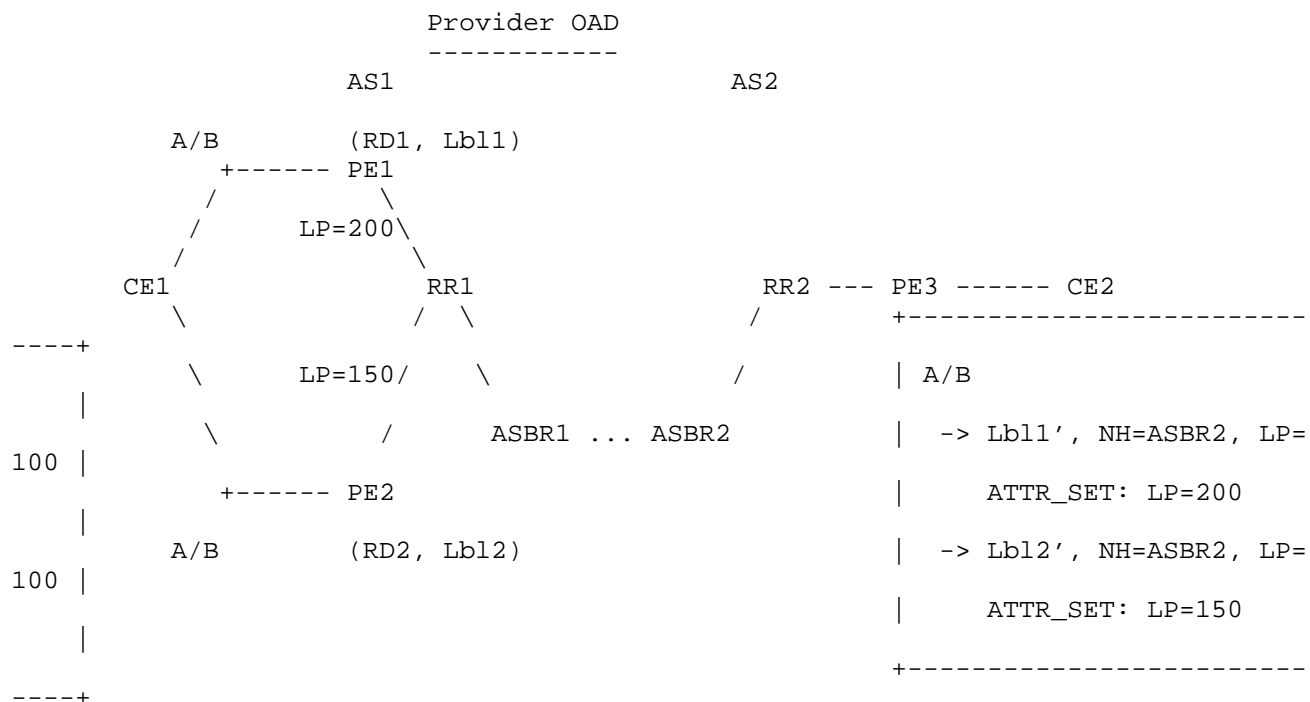 Provider OAD
                          ------------
                     AS1                     AS2

          A/B        (RD1, Lbl1)
             +------ PE1
            /          \
           /      LP=200\
          /              \
       CE1                RR1                  RR2 --- PE3 ------ CE2
          \              / \                  /        +-------------------------
----+
           \      LP=150/   \                /         | A/B
    |
            \          /      ASBR1 ... ASBR2          |  -> Lbl1', NH=ASBR2, LP=
100 |
             +------ PE2                               |     ATTR_SET: LP=200
    |
          A/B        (RD2, Lbl2)                       |  -> Lbl2', NH=ASBR2, LP=
100 |
                                                       |     ATTR_SET: LP=150
    |
                                                       +-------------------------
----+